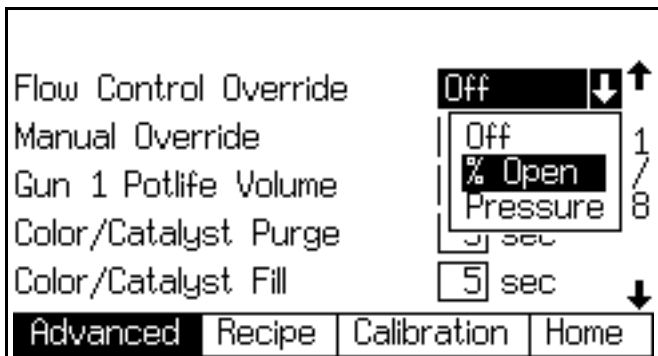 Flow Control Override Off
Manual Override Off 1
Gun 1 Potlife Volume % Open /
Color/Catalyst Purge Pressure 8
sec
Color/Catalyst Fill 5 sec
Advanced Recipe Calibration Home